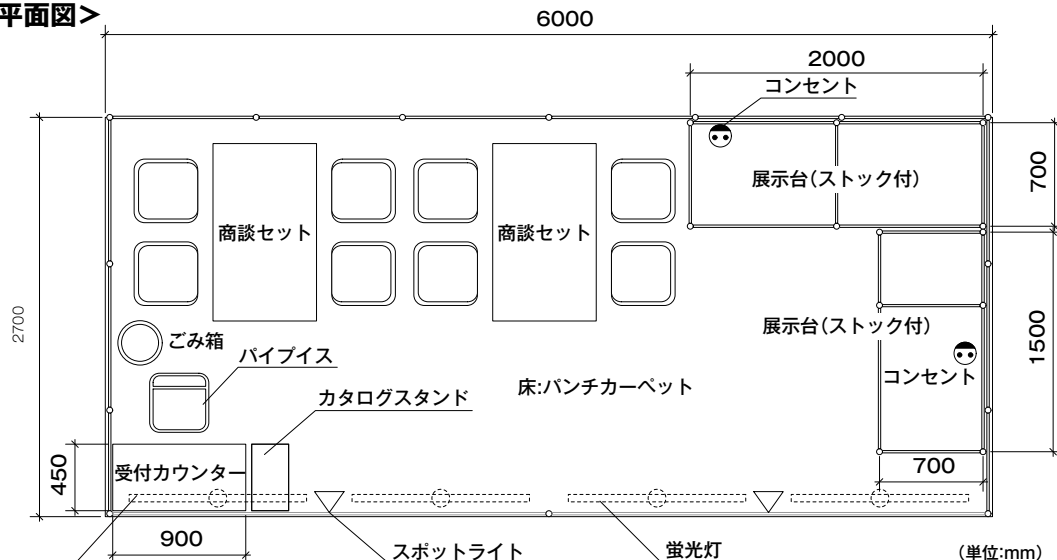 平面図>
6000
2000
コンセント
展示台(ストック付)
700
商談セット
商談セット
2700
展示台(ストック付)
1500
ごみ箱
パイプイス
コンセント
床:パンチカーペット
カタログスタンド
450
受付カウンター
700
900
スポットライト
蛍光灯
(単位:mm)